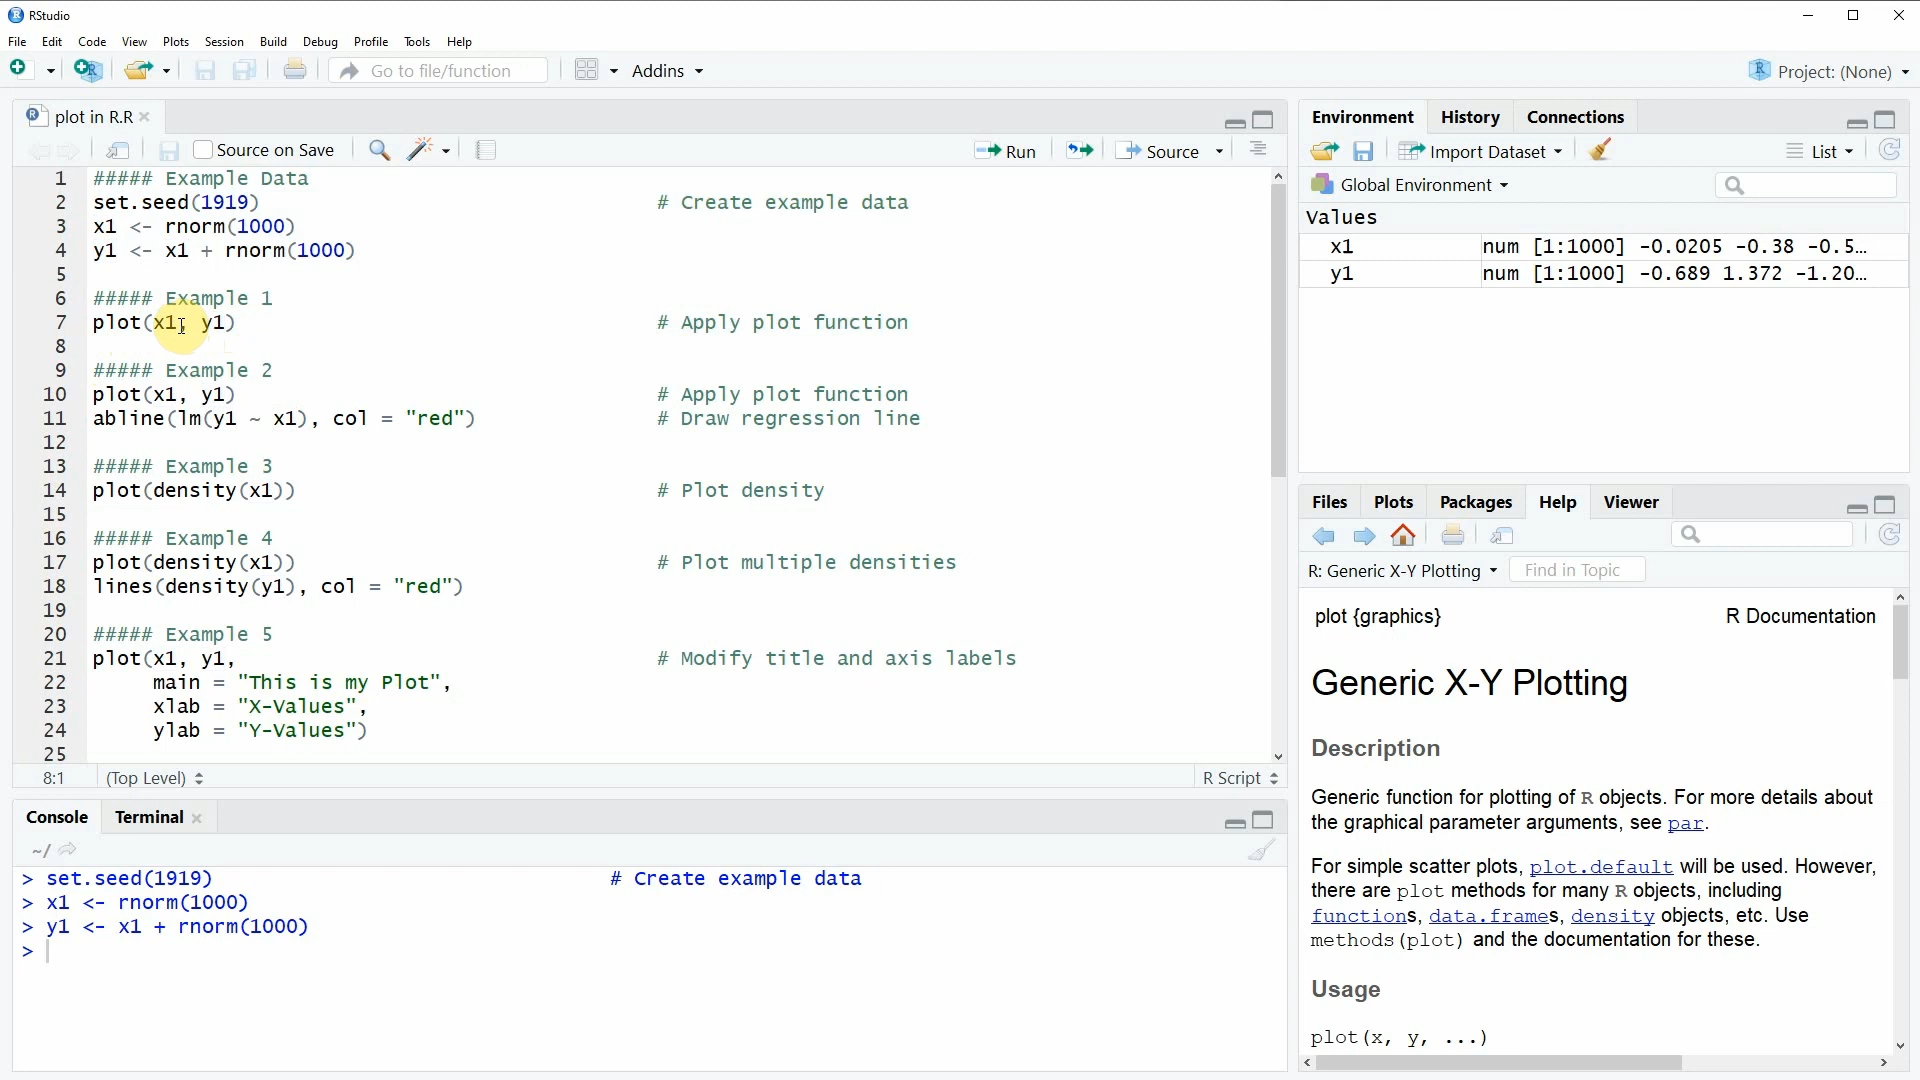 RStudio
File Edit Code View Plots Session Build Debug Profile Tools Help
Go to file/function Addins Project: (None)
plot in R.R
Source on Save Run Source
1 ##### Example Data
2 set.seed(1919) # Create example data
3 x1 <- rnorm(1000)
4 y1 <- x1 + rnorm(1000)
5
6 ##### Example 1
7 plot(x1, y1) # Apply plot function
8
9 ##### Example 2
10 plot(x1, y1) # Apply plot function
11 abline(lm(y1 ~ x1), col = "red") # Draw regression line
12
13 ##### Example 3
14 plot(density(x1)) # Plot density
15
16 ##### Example 4
17 plot(density(x1)) # Plot multiple densities
18 lines(density(y1), col = "red")
19
20 ##### Example 5
21 plot(x1, y1, # Modify title and axis labels
22 main = "This is my Plot",
23 xlab = "X-Values",
24 ylab = "Y-Values")
25
8:1 (Top Level) R Script
Console Terminal
~/
> set.seed(1919) # Create example data
> x1 <- rnorm(1000)
> y1 <- x1 + rnorm(1000)
>
Environment History Connections
Import Dataset List
Global Environment
Values
x1 num [1:1000] -0.0205 -0.38 -0.5…
y1 num [1:1000] -0.689 1.372 -1.20…
Files Plots Packages Help Viewer
R: Generic X-Y Plotting Find in Topic
plot {graphics} R Documentation
Generic X-Y Plotting
Description
Generic function for plotting of R objects. For more details about
the graphical parameter arguments, see par.
For simple scatter plots, plot.default will be used. However,
there are plot methods for many R objects, including
functions, data.frames, density objects, etc. Use
methods(plot) and the documentation for these.
Usage
plot(x, y, ...)